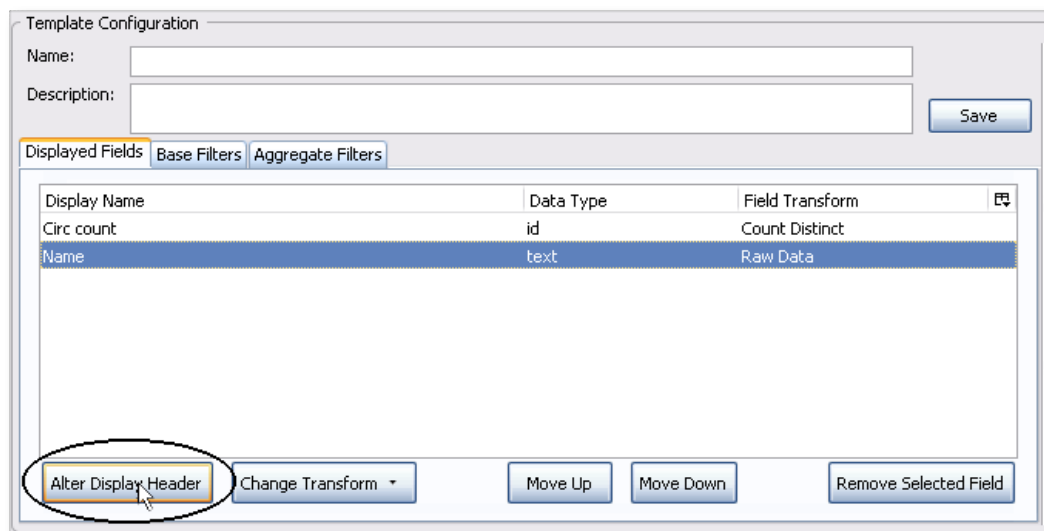 Template Configuration
Name:
Description:
Save
Displayed Fields Base Filters Aggregate Filters
Display Name Data Type Field Transform
Circ count id Count Distinct
Name text Raw Data
Alter Display Header Change Transform Move Up Move Down Remove Selected Field